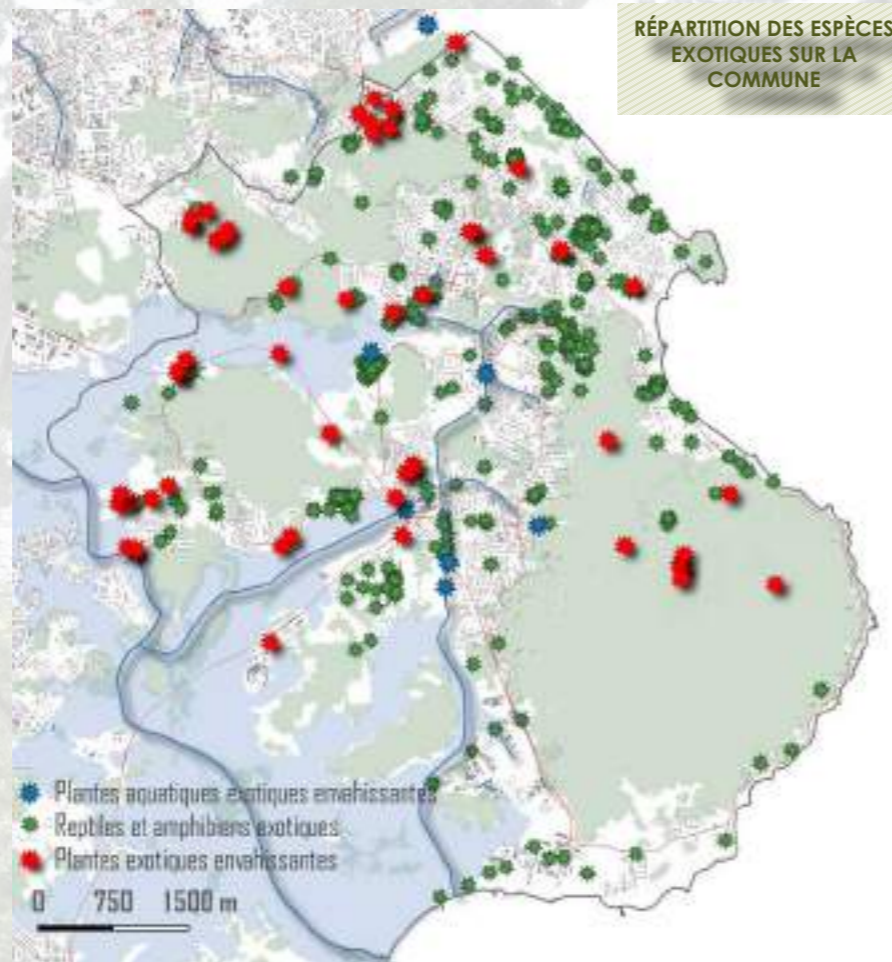 RÉPARTITION DES ESPÈCES
EXOTIQUES SUR LA
COMMUNE
Plantes aquatiques exotiques envahissantes
Reptiles et amphibiens exotiques
Plantes exotiques envahissantes
0 750 1500 m